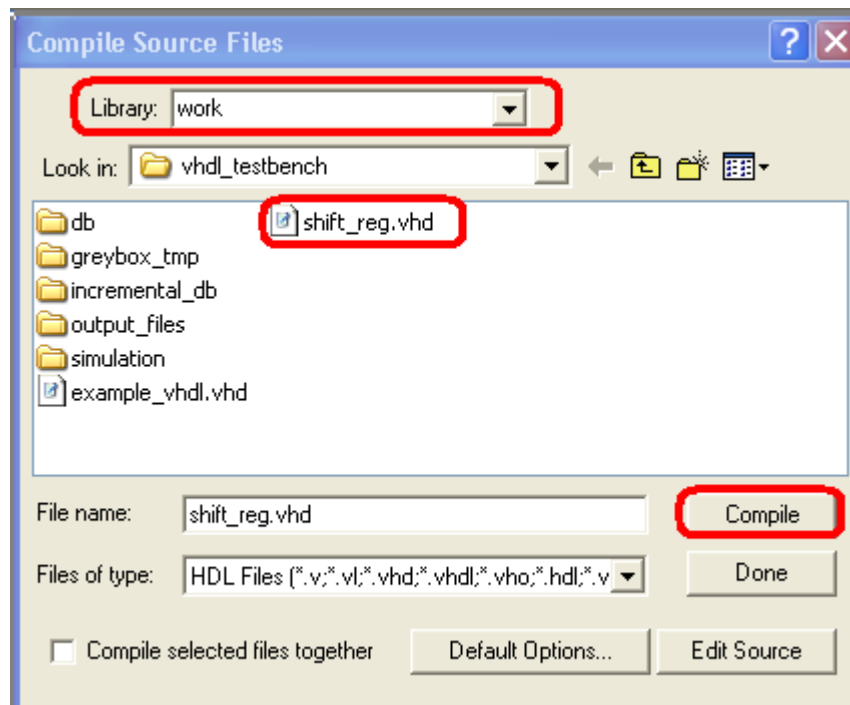 Compile Source Files
Library: work
Look in: vhdl_testbench
db shift_reg.vhd
greybox_tmp
incremental_db
output_files
simulation
example_vhdl.vhd
File name: shift_reg.vhd Compile
Files of type: HDL Files (*.v;*.vl;*.vhd;*.vhdl;*.vho;*.hdl;*.v Done
Compile selected files together Default Options... Edit Source